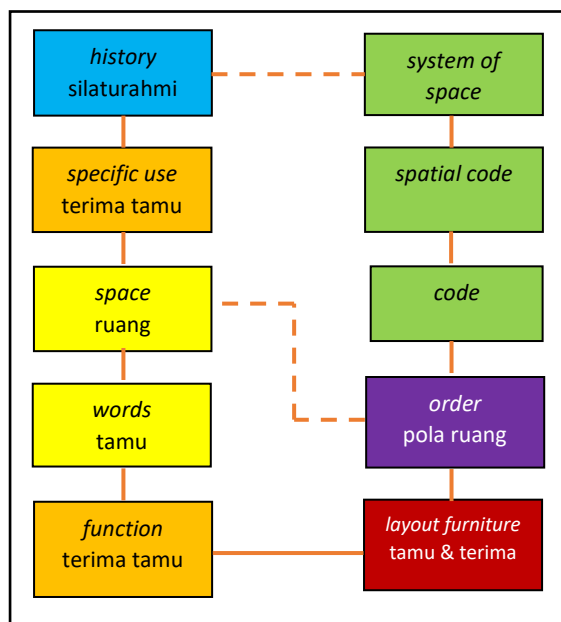 history
silaturahmi
specific use
terima tamu
space
ruang
words
tamu
function
terima tamu
system of
space
spatial code
code
order
pola ruang
layout furniture
tamu & terima